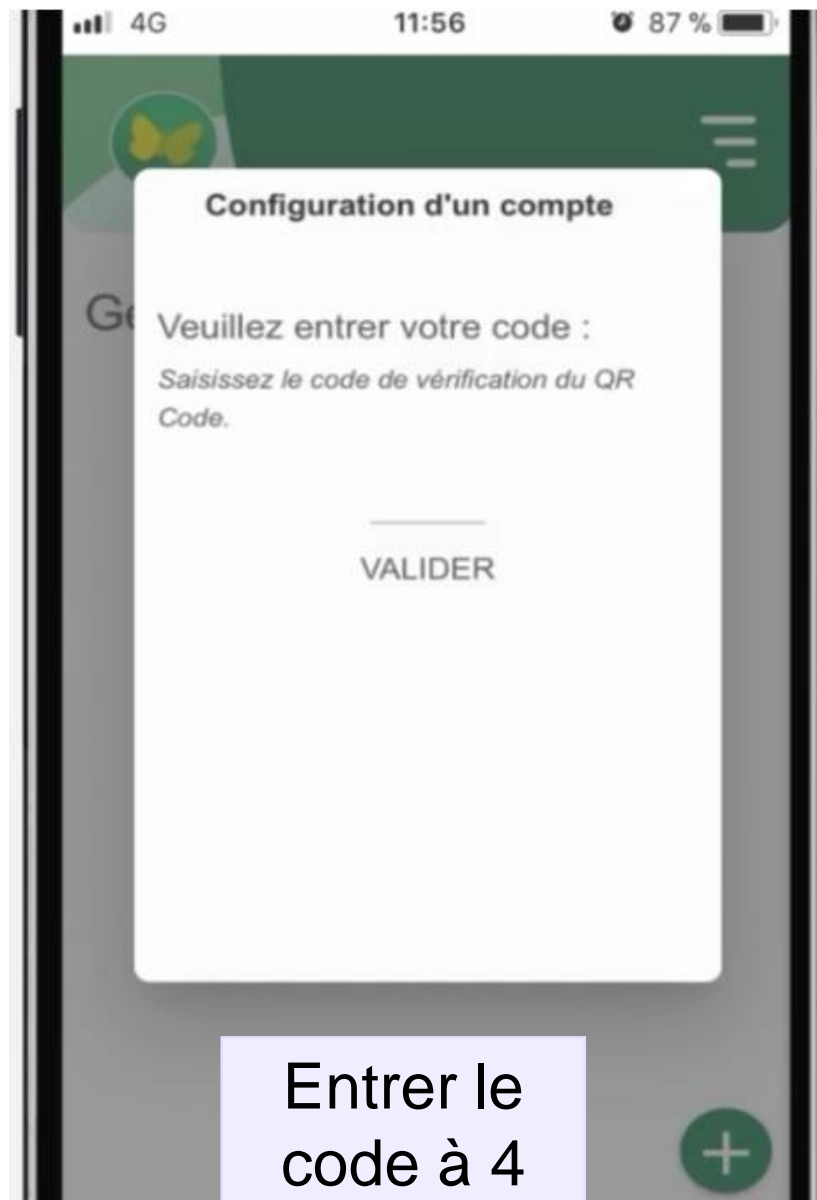 4G 11:56 87 %
Configuration d'un compte
Ge
Veuillez entrer votre code :
Saisissez le code de vérification du QR
Code.
VALIDER
Entrer le
code à 4